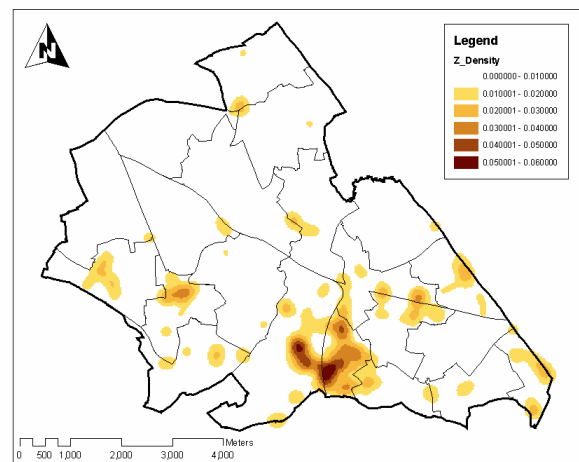 N
Legend
Z_Density
0.000000 - 0.010000
0.010001 - 0.020000
0.020001 - 0.030000
0.030001 - 0.040000
0.040001 - 0.050000
0.050001 - 0.060000
Meters
0 500 1,000 2,000 3,000 4,000